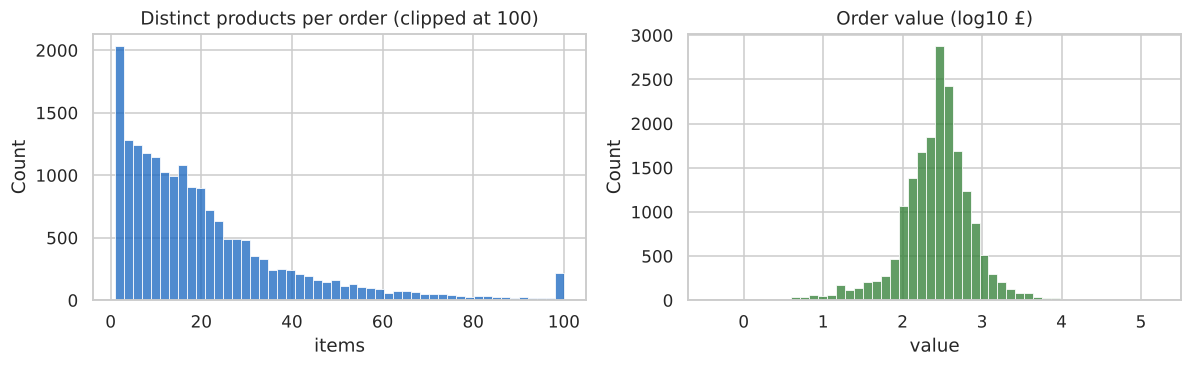 Distinct products per order (clipped at 100)
Count
2000
1500
1000
500
0
0 20 40 60 80 100
items
Order value (log10 £)
Count
3000
2500
2000
1500
1000
500
0
0 1 2 3 4 5
value